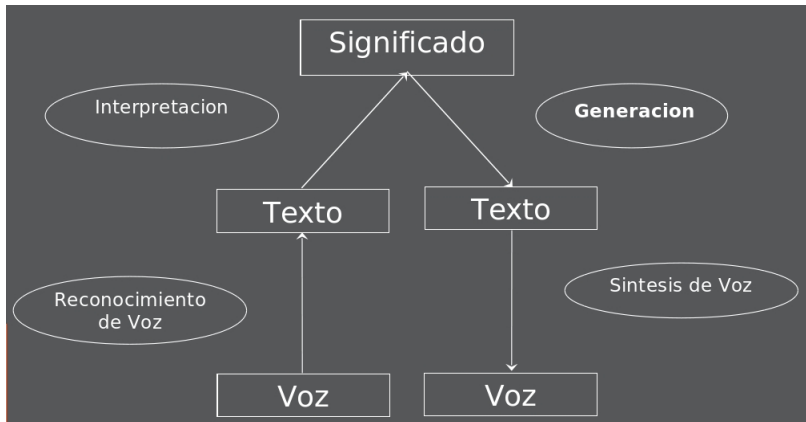 Significado
Interpretacion
Generacion
Texto
Texto
Reconocimiento
de Voz
Sintesis de Voz
Voz
Voz